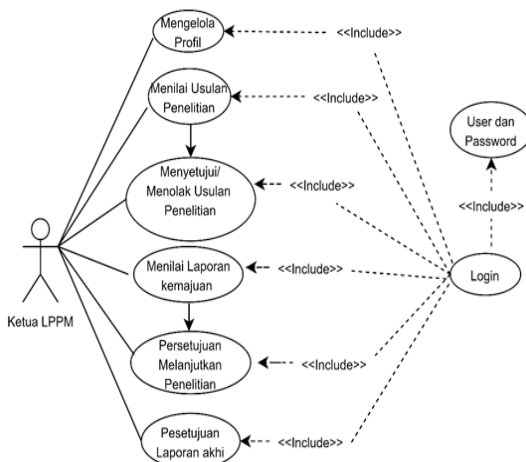 Mengelola
Profil
<<Include>>
Menilai Usulan
Penelitian
<<Include>>
User dan
Password
Menyetujui/
Menolak Usulan
Penelitian
<<Include>>
<<Include>>
Ketua LPPM
Menilai Laporan
kemajuan
<<Include>>
Login
Persetujuan
Melanjutkan
Penelitian
<<Include>>
Pesetujuan
Laporan akhi
<<Include>>